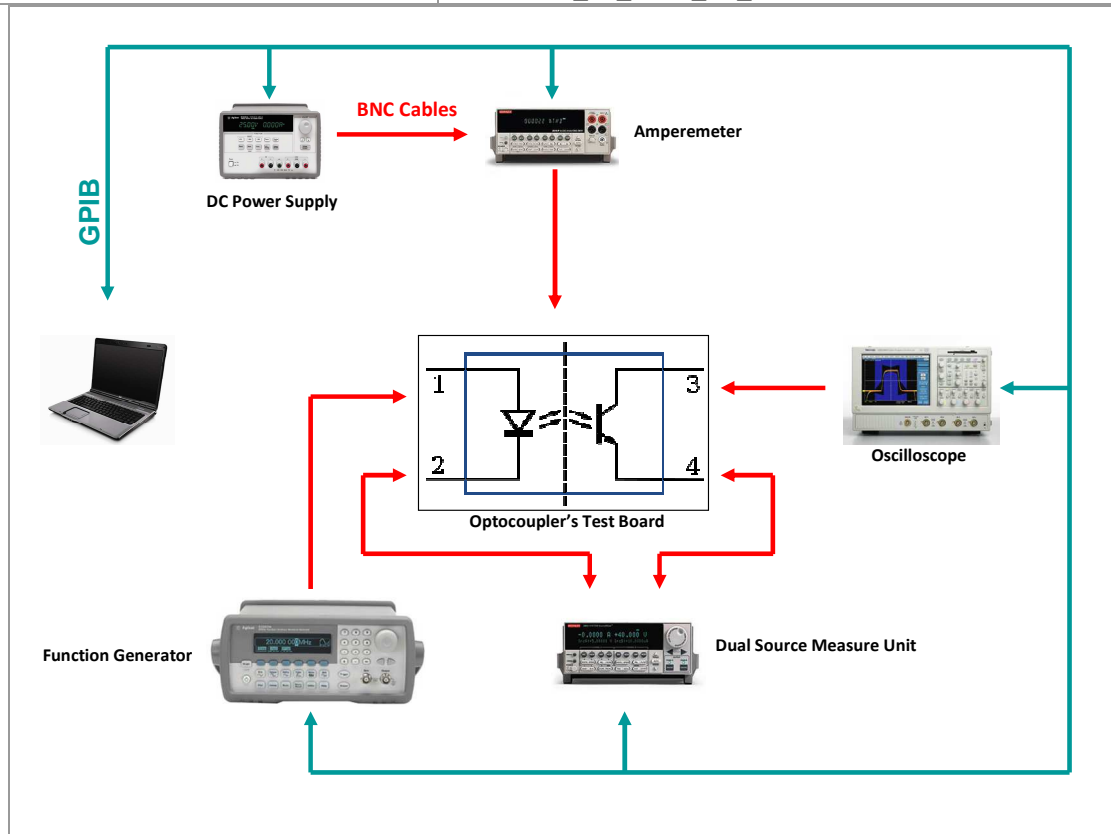 BNC Cables
Amperemeter
DC Power Supply
GPIB
1
3
2
4
Oscilloscope
Optocoupler's Test Board
Function Generator
Dual Source Measure Unit